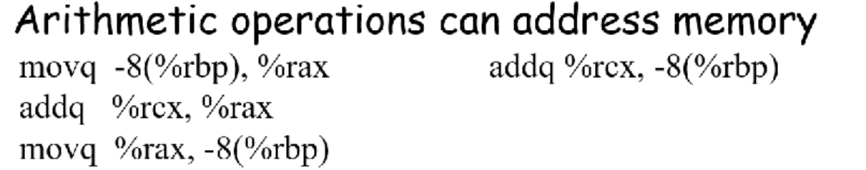 Arithmetic operations can address memory
movq -8(%rbp), %rax
addq %rcx, -8(%rbp)
addq %rcx, %rax
movq %rax, -8(%rbp)